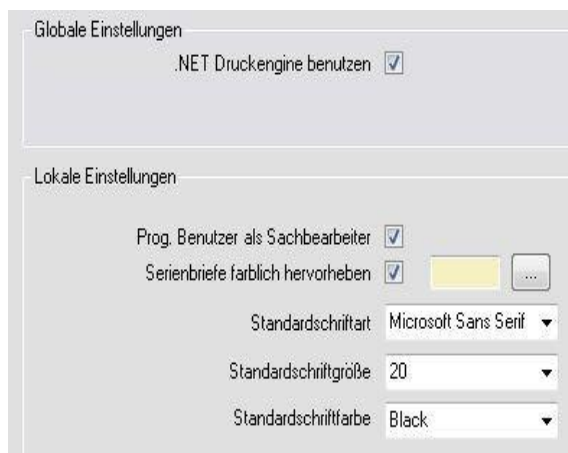 Globale Einstellungen
.NET Druckengine benutzen
Lokale Einstellungen
Prog. Benutzer als Sachbearbeiter
Serienbriefe farblich hervorheben ...
Standardschriftart Microsoft Sans Serif
Standardschriftgröße 20
Standardschriftfarbe Black